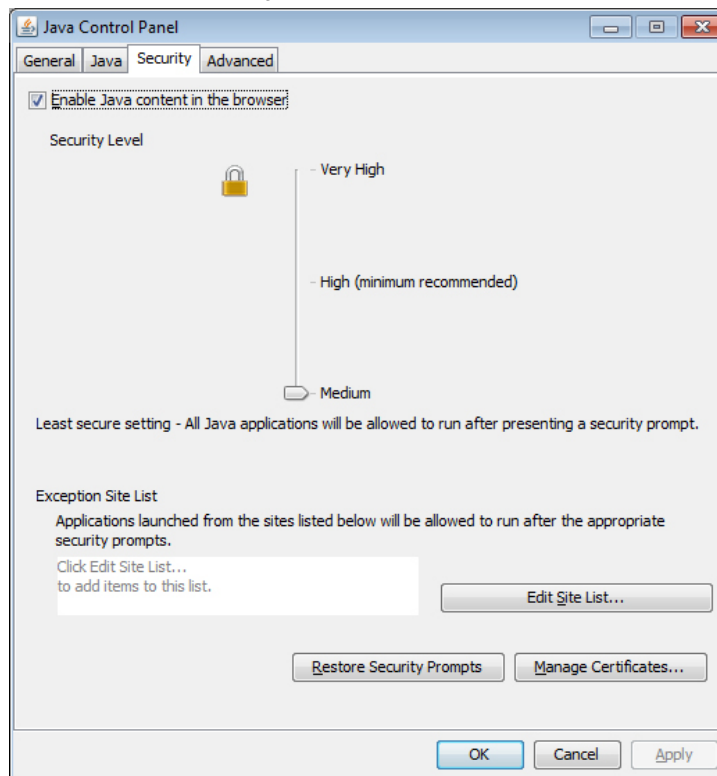 Java Control Panel
General Java Security Advanced
Enable Java content in the browser
Security Level
- Very High
- High (minimum recommended)
- Medium
Least secure setting - All Java applications will be allowed to run after presenting a security prompt.
Exception Site List
Applications launched from the sites listed below will be allowed to run after the appropriate
security prompts.
Click Edit Site List...
to add items to this list.
Edit Site List...
Restore Security Prompts Manage Certificates...
OK Cancel Apply